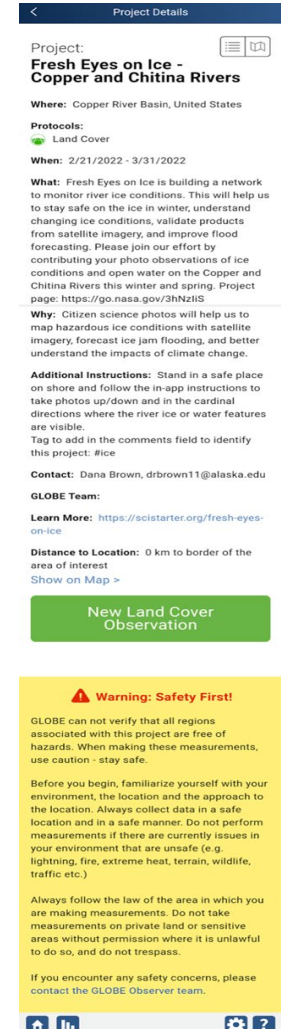 Project Details
Project:
Fresh Eyes on Ice -
Copper and Chitina Rivers
Where: Copper River Basin, United States
Protocols:
Land Cover
When: 2/21/2022 - 3/31/2022
What: Fresh Eyes on Ice is building a network
to monitor river ice conditions. This will help us
to stay safe on the ice in winter, understand
changing ice conditions, validate products
from satellite imagery, and improve flood
forecasting. Please join our effort by
contributing your photo observations of ice
conditions and open water on the Copper and
Chitina Rivers this winter and spring. Project
page: https://go.nasa.gov/3hNzIiS
Why: Citizen science photos will help us to
map hazardous ice conditions with satellite
imagery, forecast ice jam flooding, and better
understand the impacts of climate change.
Additional Instructions: Stand in a safe place
on shore and follow the in-app instructions to
take photos up/down and in the cardinal
directions where the river ice or water features
are visible.
Tag to add in the comments field to identify
this project: #ice
Contact: Dana Brown, drbrown11@alaska.edu
GLOBE Team:
Learn More: https://scistarter.org/fresh-eyes-
on-ice
Distance to Location: 0 km to border of the
area of interest
Show on Map >
New Land Cover
Observation
Warning: Safety First!
GLOBE can not verify that all regions
associated with this project are free of
hazards. When making these measurements,
use caution - stay safe.
Before you begin, familiarize yourself with your
environment, the location and the approach to
the location. Always collect data in a safe
location and in a safe manner. Do not perform
measurements if there are currently issues in
your environment that are unsafe (e.g.
lightning, fire, extreme heat, terrain, wildlife,
traffic etc.)
Always follow the law of the area in which you
are making measurements. Do not take
measurements on private land or sensitive
areas without permission where it is unlawful
to do so, and do not trespass.
If you encounter any safety concerns, please
contact the GLOBE Observer team.